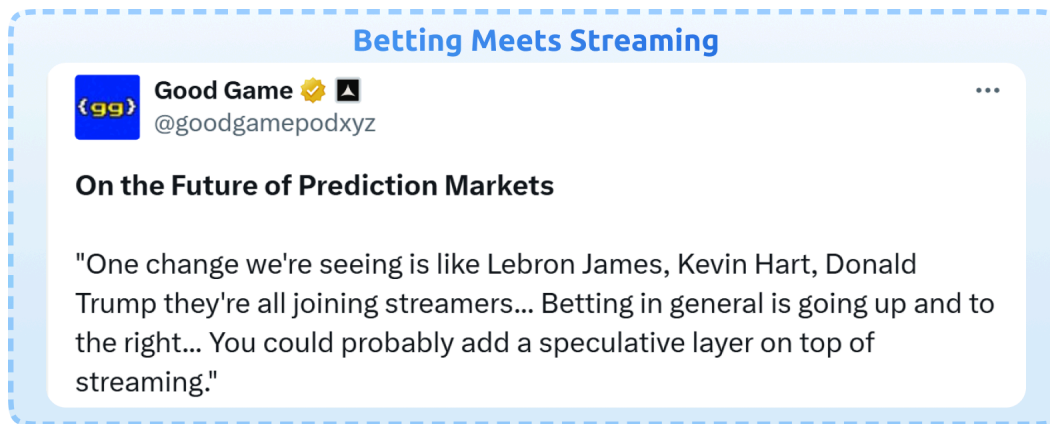 Betting Meets Streaming
{gg}
Good Game
@goodgamepodxyz
On the Future of Prediction Markets
"One change we're seeing is like Lebron James, Kevin Hart, Donald
Trump they're all joining streamers... Betting in general is going up and to
the right... You could probably add a speculative layer on top of
streaming."